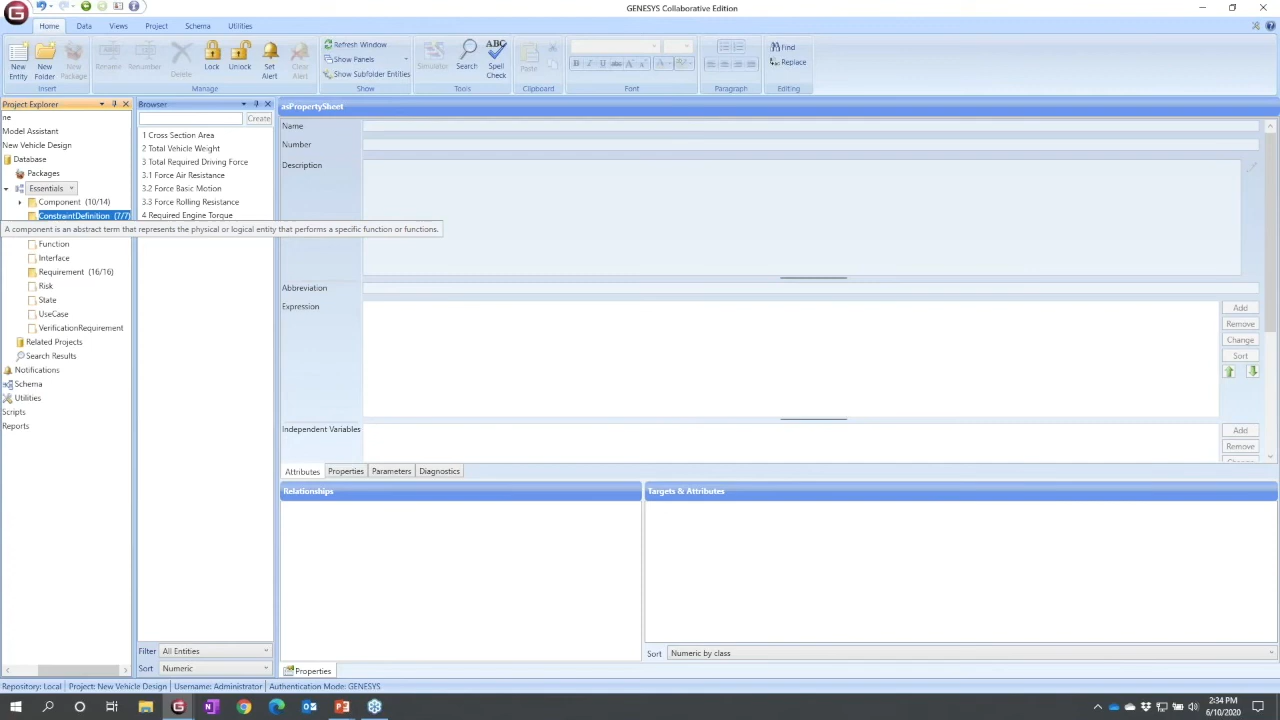 GENESYS Collaborative Edition
Home Data Views Project Schema Utilities
New Entity
New Folder
New Package
Insert
Rename
Renumber
Delete
Lock
Unlock
Set Alert
Clear Alert
Manage
Refresh Window
Show Panels
Show Subfolder Entities
Show
Simulator
Search
ABC
Spell Check
Tools
Paste
Clipboard
Font
Paragraph
Find
Replace
Editing
Project Explorer
ne
Model Assistant
New Vehicle Design
Database
Packages
Essentials
Component (10/14)
ConstraintDefinition (7/7)
A component is an abstract term that represents the physical or logical entity that performs a specific function or functions.
Function
Interface
Requirement (16/16)
Risk
State
UseCase
VerificationRequirement
Related Projects
Search Results
Notifications
Schema
Utilities
Scripts
Reports
Browser
Create
1 Cross Section Area
2 Total Vehicle Weight
3 Total Required Driving Force
3.1 Force Air Resistance
3.2 Force Basic Motion
3.3 Force Rolling Resistance
4 Required Engine Torque
Filter All Entities
Sort Numeric
asPropertySheet
Name
Number
Description
Abbreviation
Expression
Add
Remove
Change
Sort
Independent Variables
Add
Remove
Attributes Properties Parameters Diagnostics
Relationships
Targets & Attributes
Sort Numeric by class
Properties
Repository: Local Project: New Vehicle Design Username: Administrator Authentication Mode: GENESYS
2:34 PM
6/10/2020